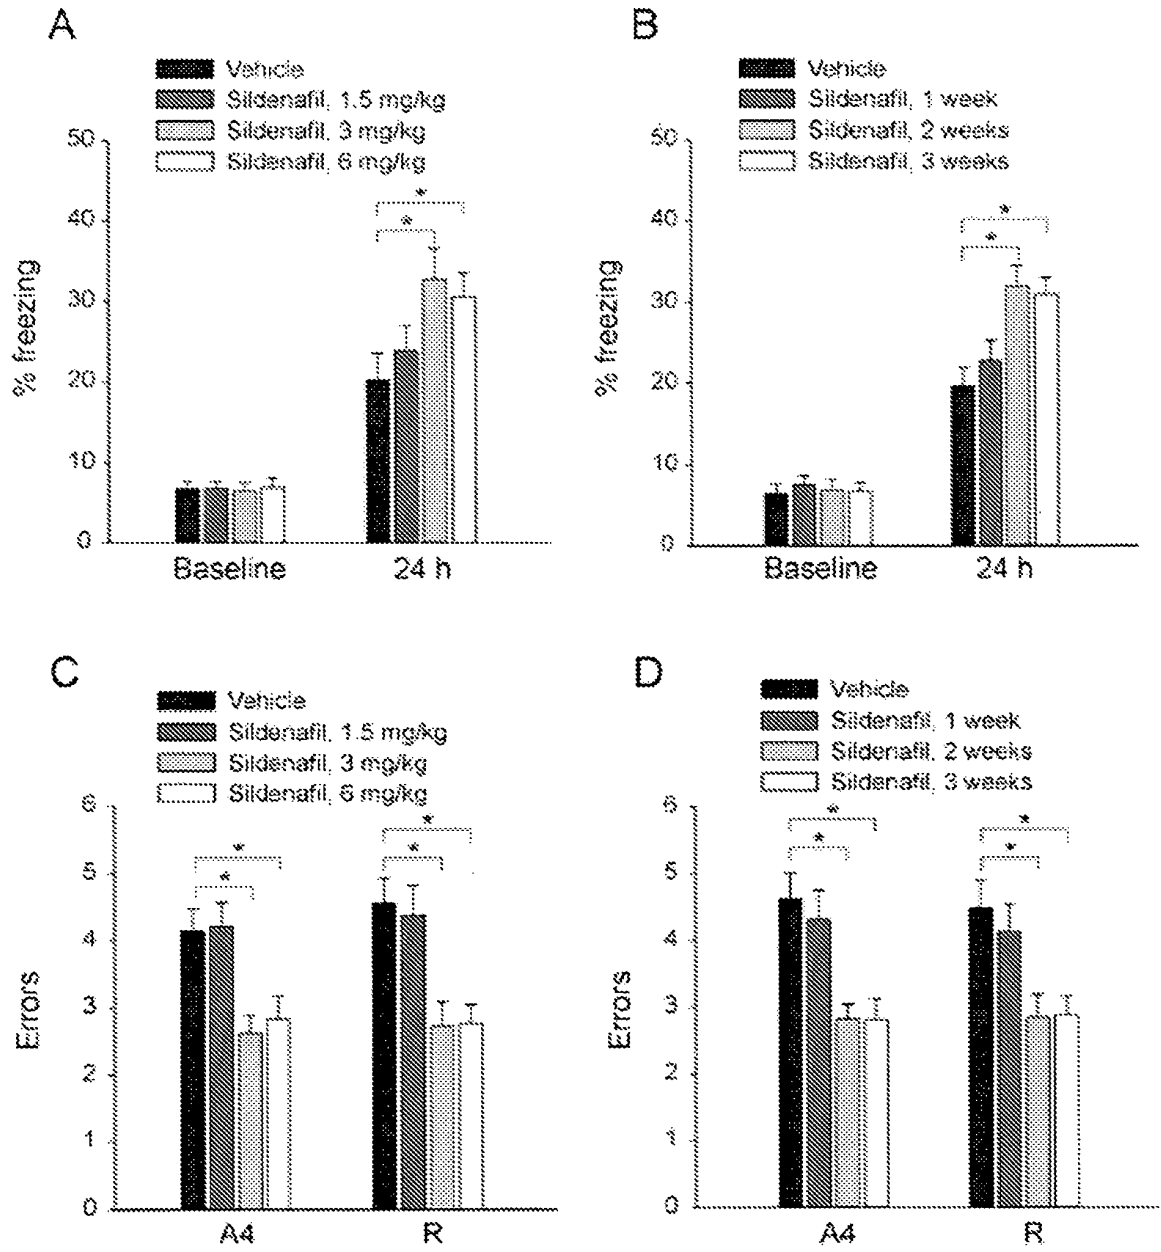 A
Vehicle
Sildenafil, 1.5 mg/kg
Sildenafil, 3 mg/kg
Sildenafil, 6 mg/kg
50
40
30
20
10
0
% freezing
*
*
Baseline
24 h
B
Vehicle
Sildenafil, 1 week
Sildenafil, 2 weeks
Sildenafil, 3 weeks
50
40
30
20
10
0
% freezing
*
*
Baseline
24 h
C
Vehicle
Sildenafil, 1.5 mg/kg
Sildenafil, 3 mg/kg
Sildenafil, 6 mg/kg
6
5
4
3
2
1
0
Errors
*
*
*
*
A4
R
D
Vehicle
Sildenafil, 1 week
Sildenafil, 2 weeks
Sildenafil, 3 weeks
6
5
4
3
2
1
0
Errors
*
*
*
*
A4
R